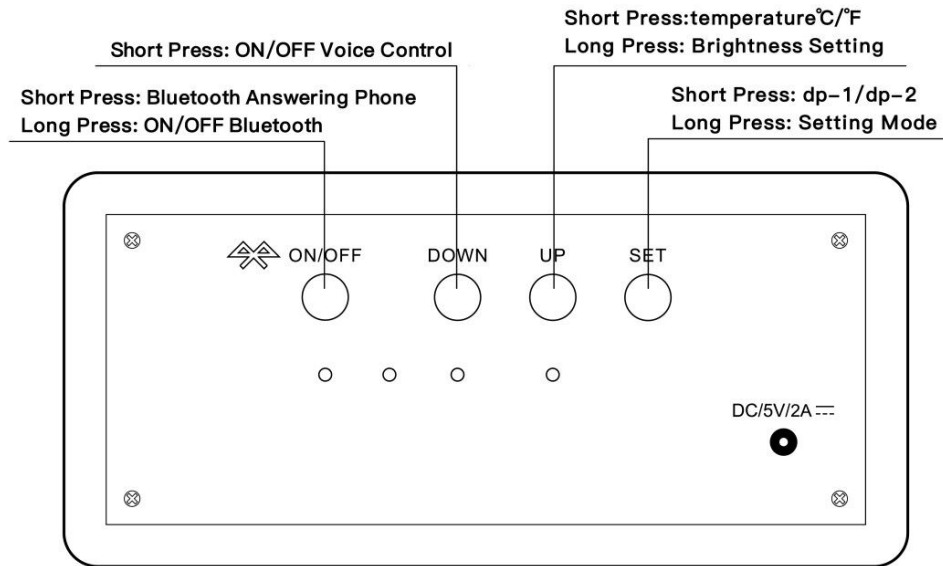 Short Press:temperature℃/℉
Long Press: Brightness Setting
Short Press: ON/OFF Voice Control
Short Press: Bluetooth Answering Phone
Long Press: ON/OFF Bluetooth
Short Press: dp-1/dp-2
Long Press: Setting Mode
ON/OFF DOWN UP SET
DC/5V/2A